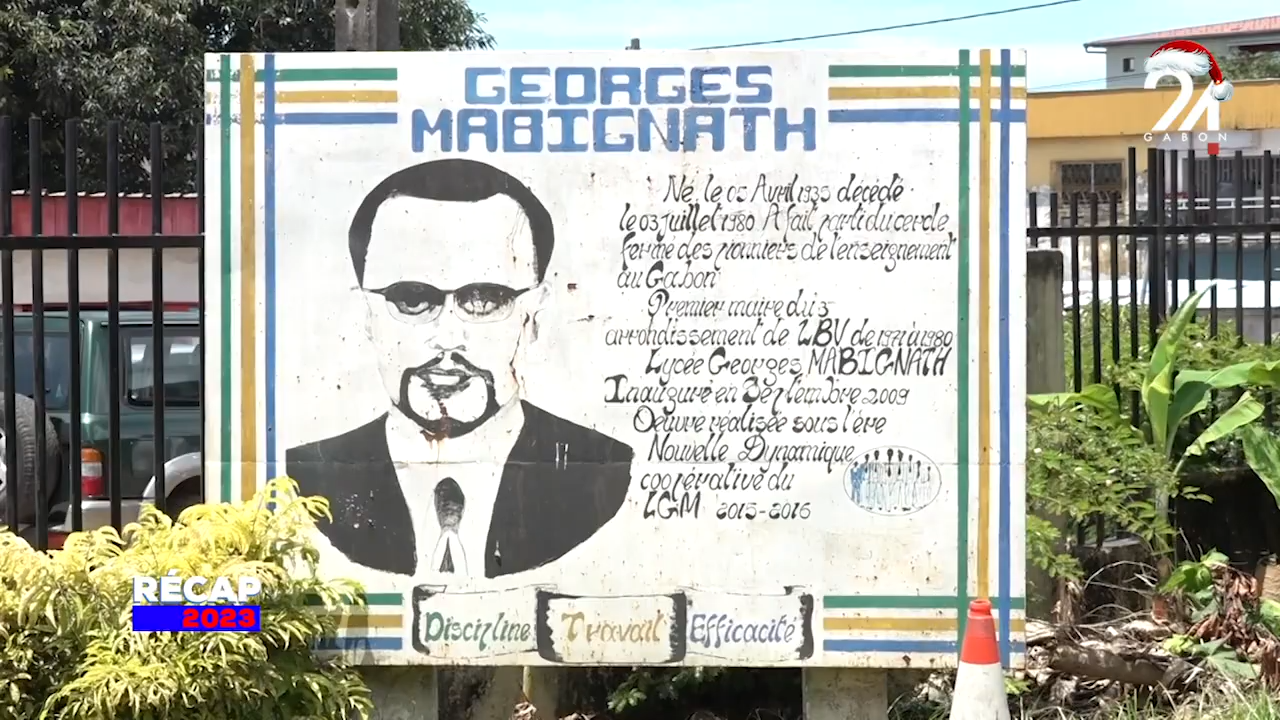 GEORGES
MABIGNATH
Né, le 05 Avril 1935 décédé
le 03 juillet 1980. A fait parti du cercle
fermé des pionniers de l'enseignement
au Gabon
Premier maire du 3
arrondissement de LBV de 1971 à 1980
Lycée Georges MABIGNATH
Inauguré en Septembre 2009
Oeuvre réalisée sous l'ère
Nouvelle Dynamique
coopérative du
LGM 2015-2016
Discipline Travail Efficacité
24
GABON
RÉCAP
2023